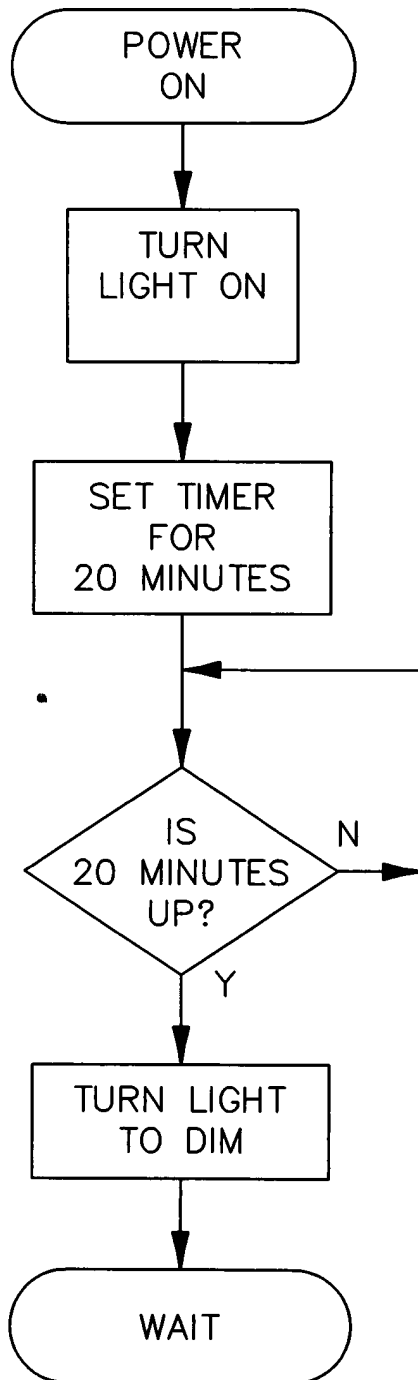 POWER
ON
TURN
LIGHT ON
SET TIMER
FOR
20 MINUTES
IS
20 MINUTES
UP?
N
Y
TURN LIGHT
TO DIM
WAIT